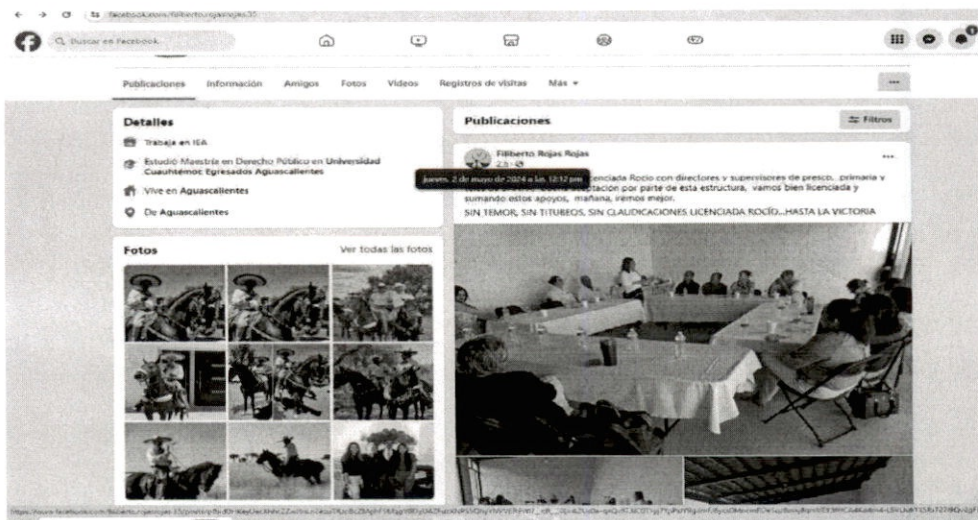 facebook.com/filiberto.rojasrojas.35
Buscar en Facebook
Publicaciones Información Amigos Fotos Videos Registros de visitas Más
Detalles
Trabaja en IEA
Estudió Maestría en Derecho Público en Universidad
Cuauhtémoc Egresados Aguascalientes
Vive en Aguascalientes
De Aguascalientes
Fotos Ver todas las fotos
Publicaciones Filtros
Filiberto Rojas Rojas
jueves, 2 de mayo de 2024 a las 12:12 pm
licenciada Rocio con directores y supervisores de presco, primaria y
aceptación por parte de esta estructura, vamos bien licenciada y
sumando estos apoyos, mañana, iremos mejor.
SIN TEMOR, SIN TITUBEOS, SIN CLAUDICACIONES LICENCIADA ROCÍO...HASTA LA VICTORIA